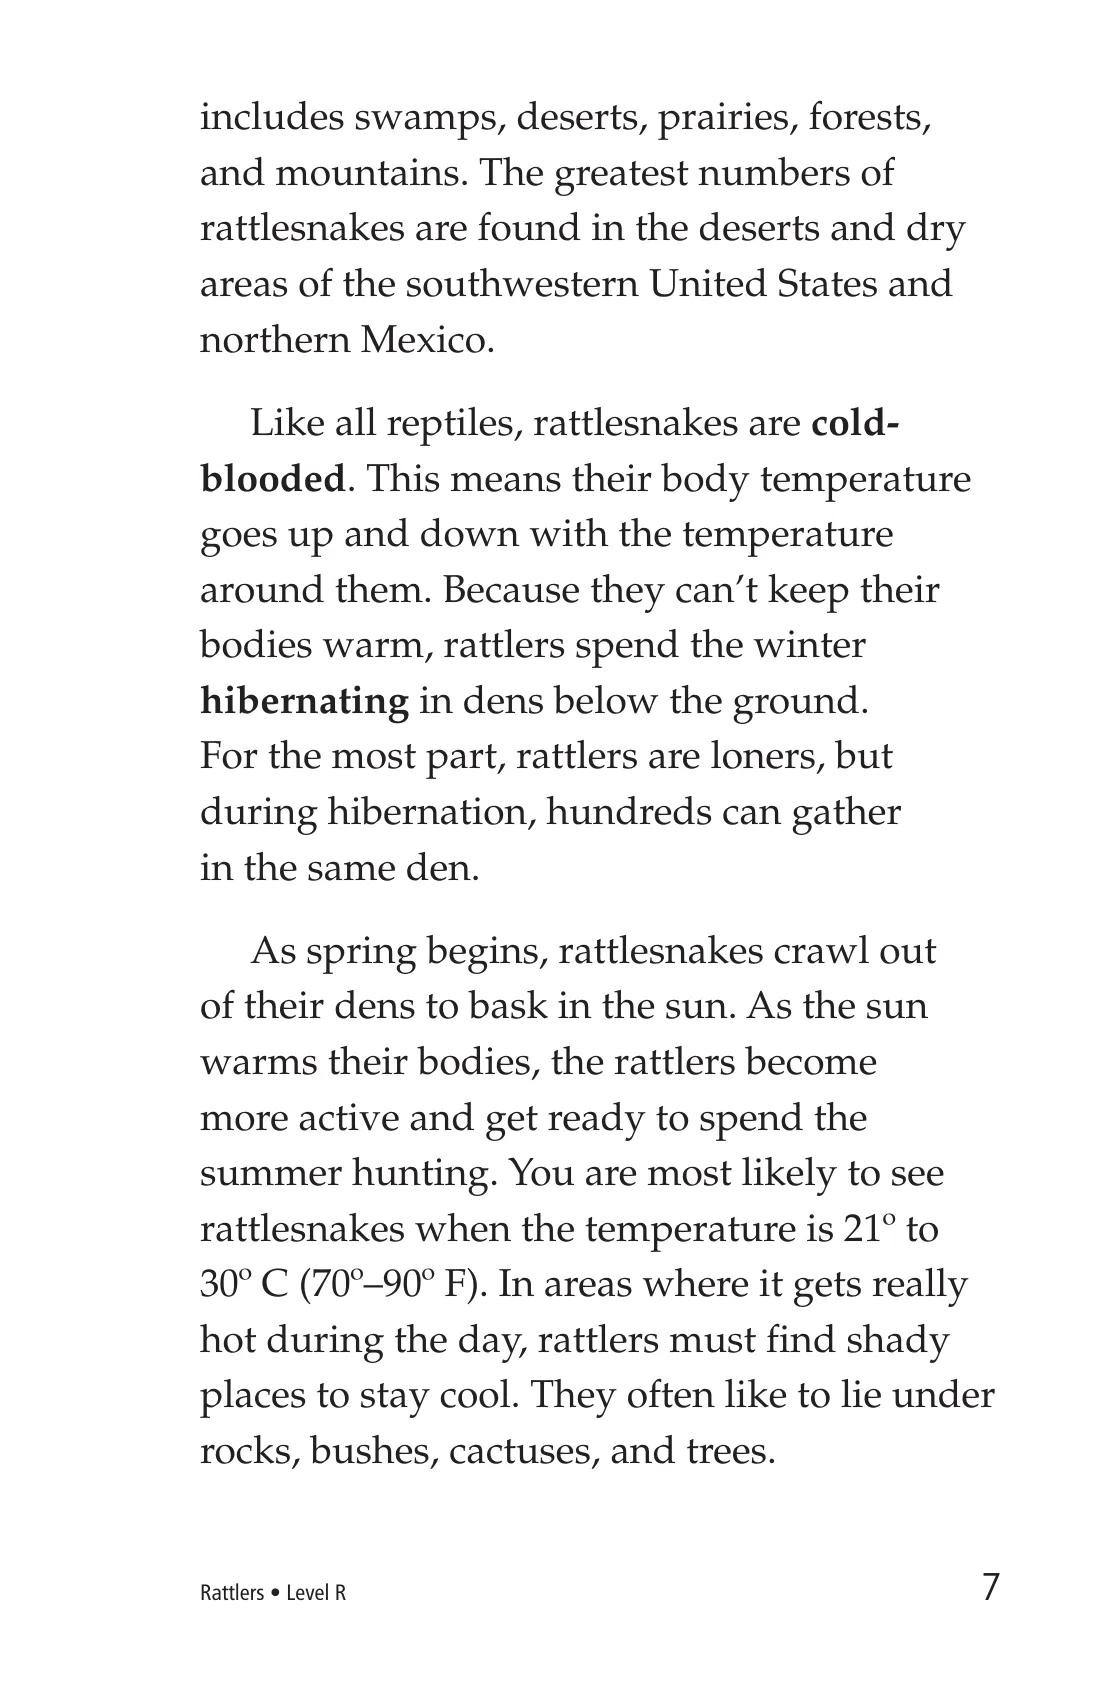 includes swamps, deserts, prairies, forests,
and mountains. The greatest numbers of
rattlesnakes are found in the deserts and dry
areas of the southwestern United States and
northern Mexico.
Like all reptiles, rattlesnakes are cold-
blooded. This means their body temperature
goes up and down with the temperature
around them. Because they can’t keep their
bodies warm, rattlers spend the winter
hibernating in dens below the ground.
For the most part, rattlers are loners, but
during hibernation, hundreds can gather
in the same den.
As spring begins, rattlesnakes crawl out
of their dens to bask in the sun. As the sun
warms their bodies, the rattlers become
more active and get ready to spend the
summer hunting. You are most likely to see
rattlesnakes when the temperature is 21º to
30º C (70º–90º F). In areas where it gets really
hot during the day, rattlers must find shady
places to stay cool. They often like to lie under
rocks, bushes, cactuses, and trees.
Rattlers • Level R 7